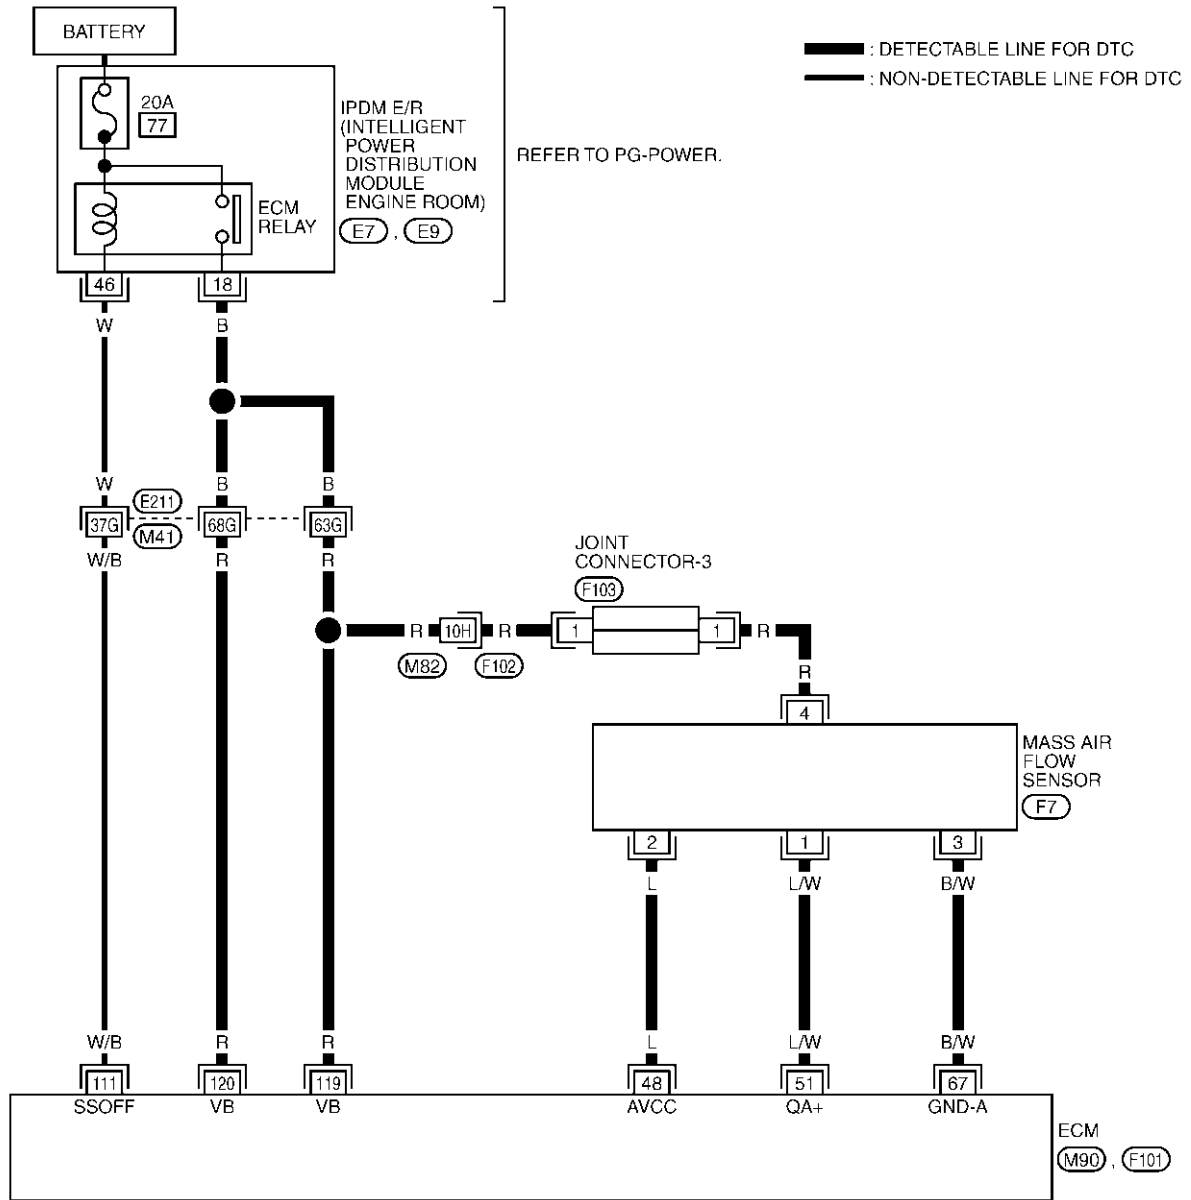 BATTERY
: DETECTABLE LINE FOR DTC
: NON-DETECTABLE LINE FOR DTC
20A
77
IPDM E/R
(INTELLIGENT
POWER
DISTRIBUTION
MODULE
ENGINE ROOM)
E7 , E9
REFER TO PG-POWER.
ECM
RELAY
46 18
W B
W B B
E211
37G 68G 63G
M41
W/B R R
JOINT
CONNECTOR-3
F103
R 10H R 1 1 R
M82 F102
R
4
MASS AIR
FLOW
SENSOR
F7
2 1 3
L L/W B/W
W/B R R L L/W B/W
111 120 119 48 51 67
SSOFF VB VB AVCC QA+ GND-A
ECM
M90 , F101